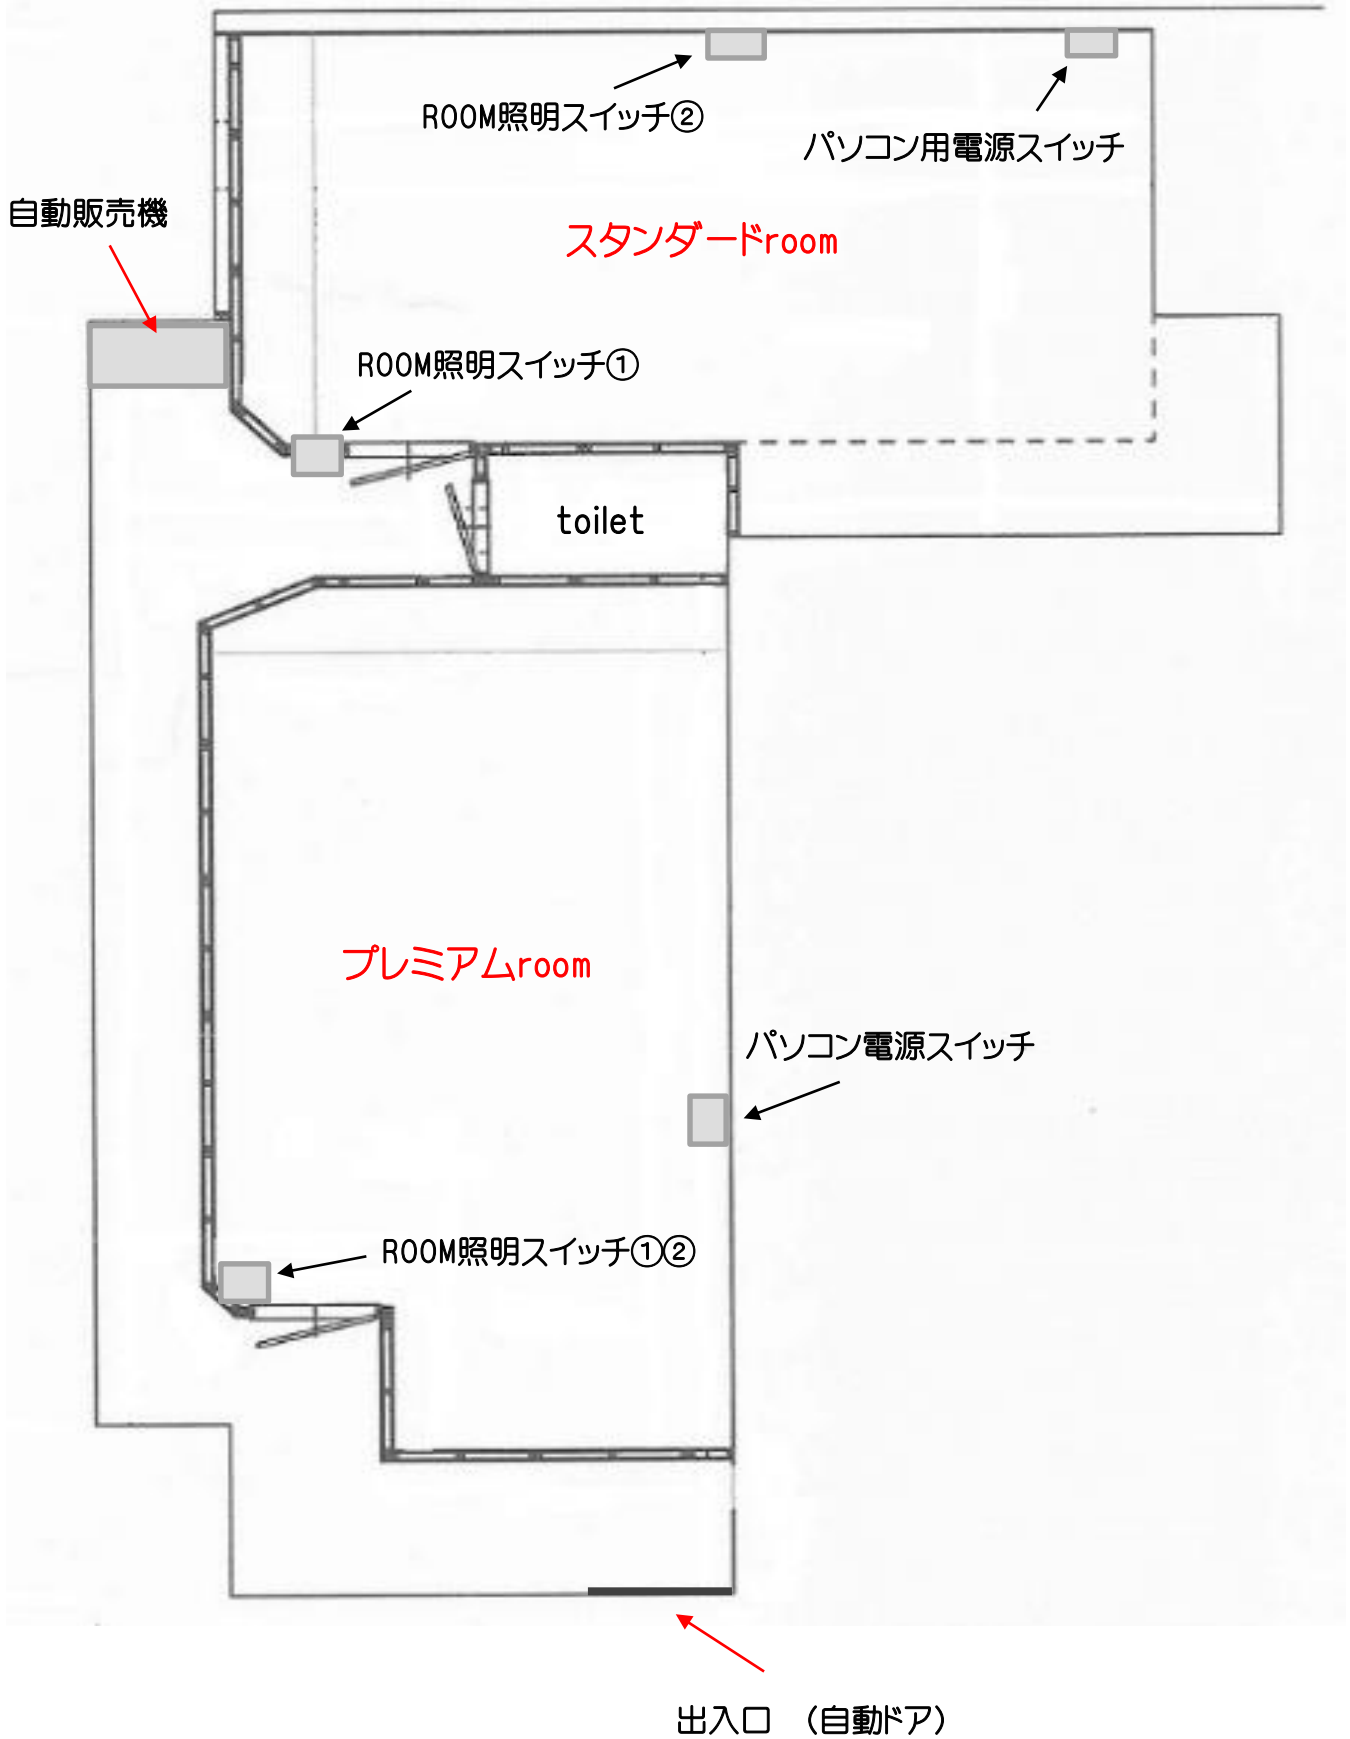 ROOM照明スイッチ②
パソコン用電源スイッチ
自動販売機
スタンダードroom
ROOM照明スイッチ①
toilet
プレミアムroom
パソコン電源スイッチ
ROOM照明スイッチ①②
出入口 （自動ドア）